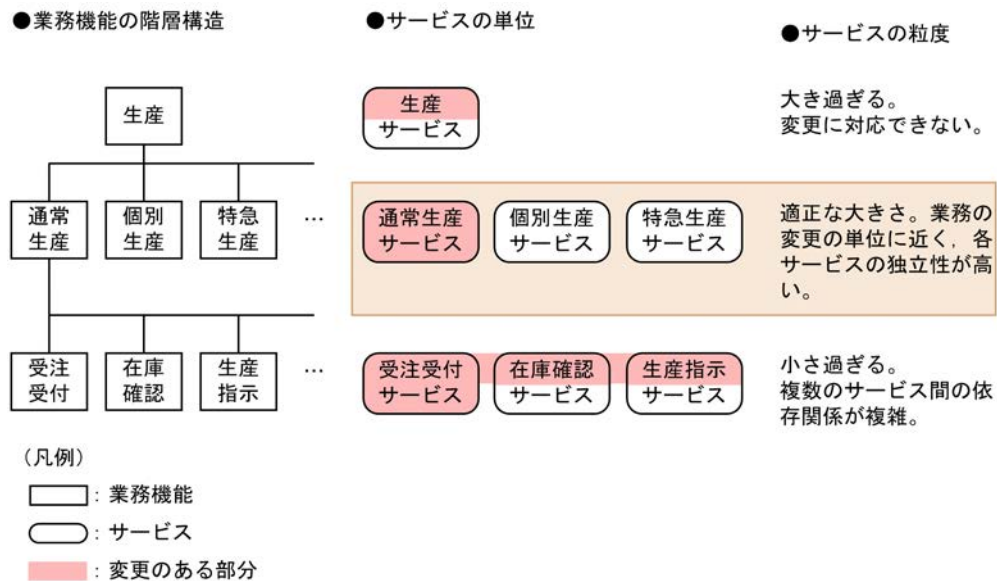 ●業務機能の階層構造
●サービスの単位
●サービスの粒度
生産
生産
サービス
大き過ぎる。
変更に対応できない。
通常
生産
個別
生産
特急
生産
…
通常生産
サービス
個別生産
サービス
特急生産
サービス
適正な大きさ。業務の
変更の単位に近く，各
サービスの独立性が高
い。
受注
受付
在庫
確認
生産
指示
…
受注受付
サービス
在庫確認
サービス
生産指示
サービス
小さ過ぎる。
複数のサービス間の依
存関係が複雑。
（凡例）
：業務機能
：サービス
：変更のある部分